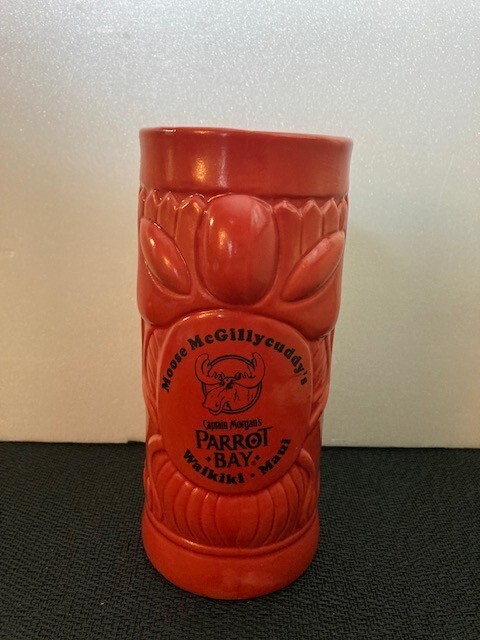 Moose McGillycuddy's
Captain Morgan's
PARROT
BAY
Waikiki • Maui